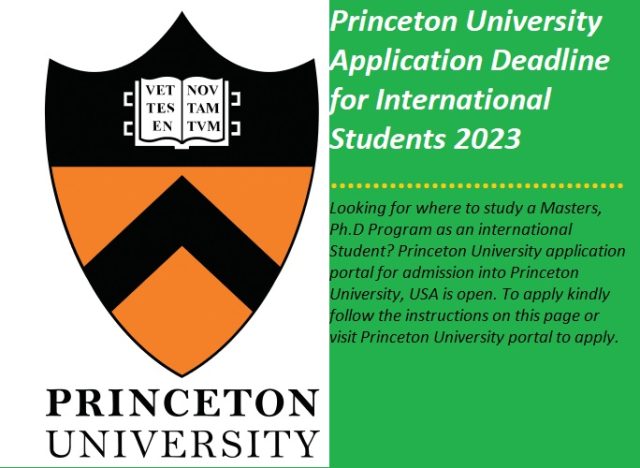 VET NOV
TES TAM
EN TVM
PRINCETON
UNIVERSITY
Princeton University
Application Deadline
for International
Students 2023
Looking for where to study a Masters,
Ph.D Program as an international
Student? Princeton University application
portal for admission into Princeton
University, USA is open. To apply kindly
follow the instructions on this page or
visit Princeton University portal to apply.